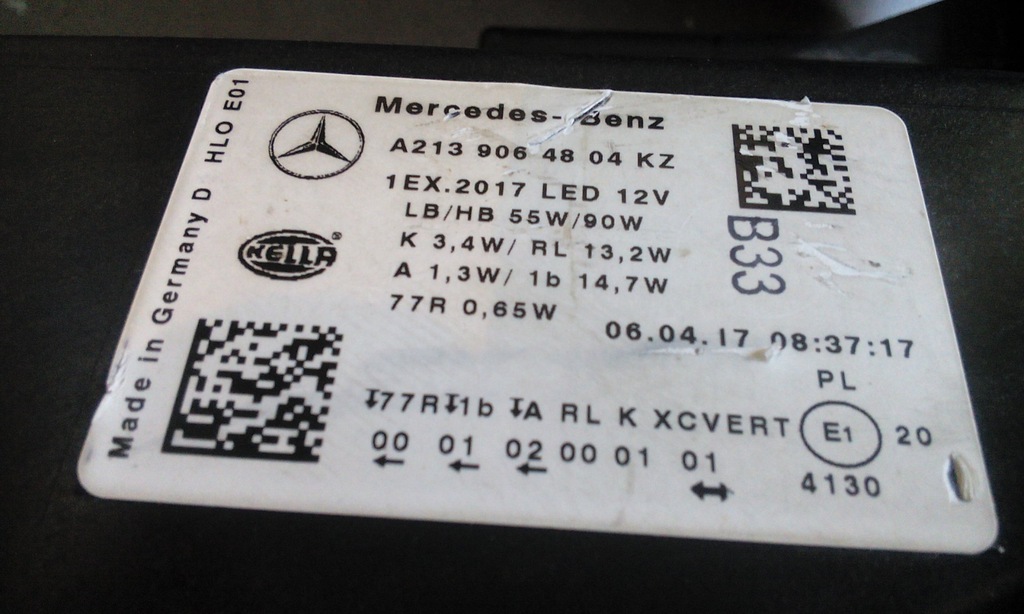 Made in Germany D HLO E01
Mercedes-Benz
A213 906 48 04 KZ
1EX.2017 LED 12V
LB/HB 55W/90W
K 3,4W/ RL 13,2W
A 1,3W/ 1b 14,7W
77R 0,65W
HELLA®
B33
06.04.17 08:37:17
PL
↧77R↧1b ↧A RL K XCVERT E1 20
00 01 02 00 01 01
← ← ← ↔
4130